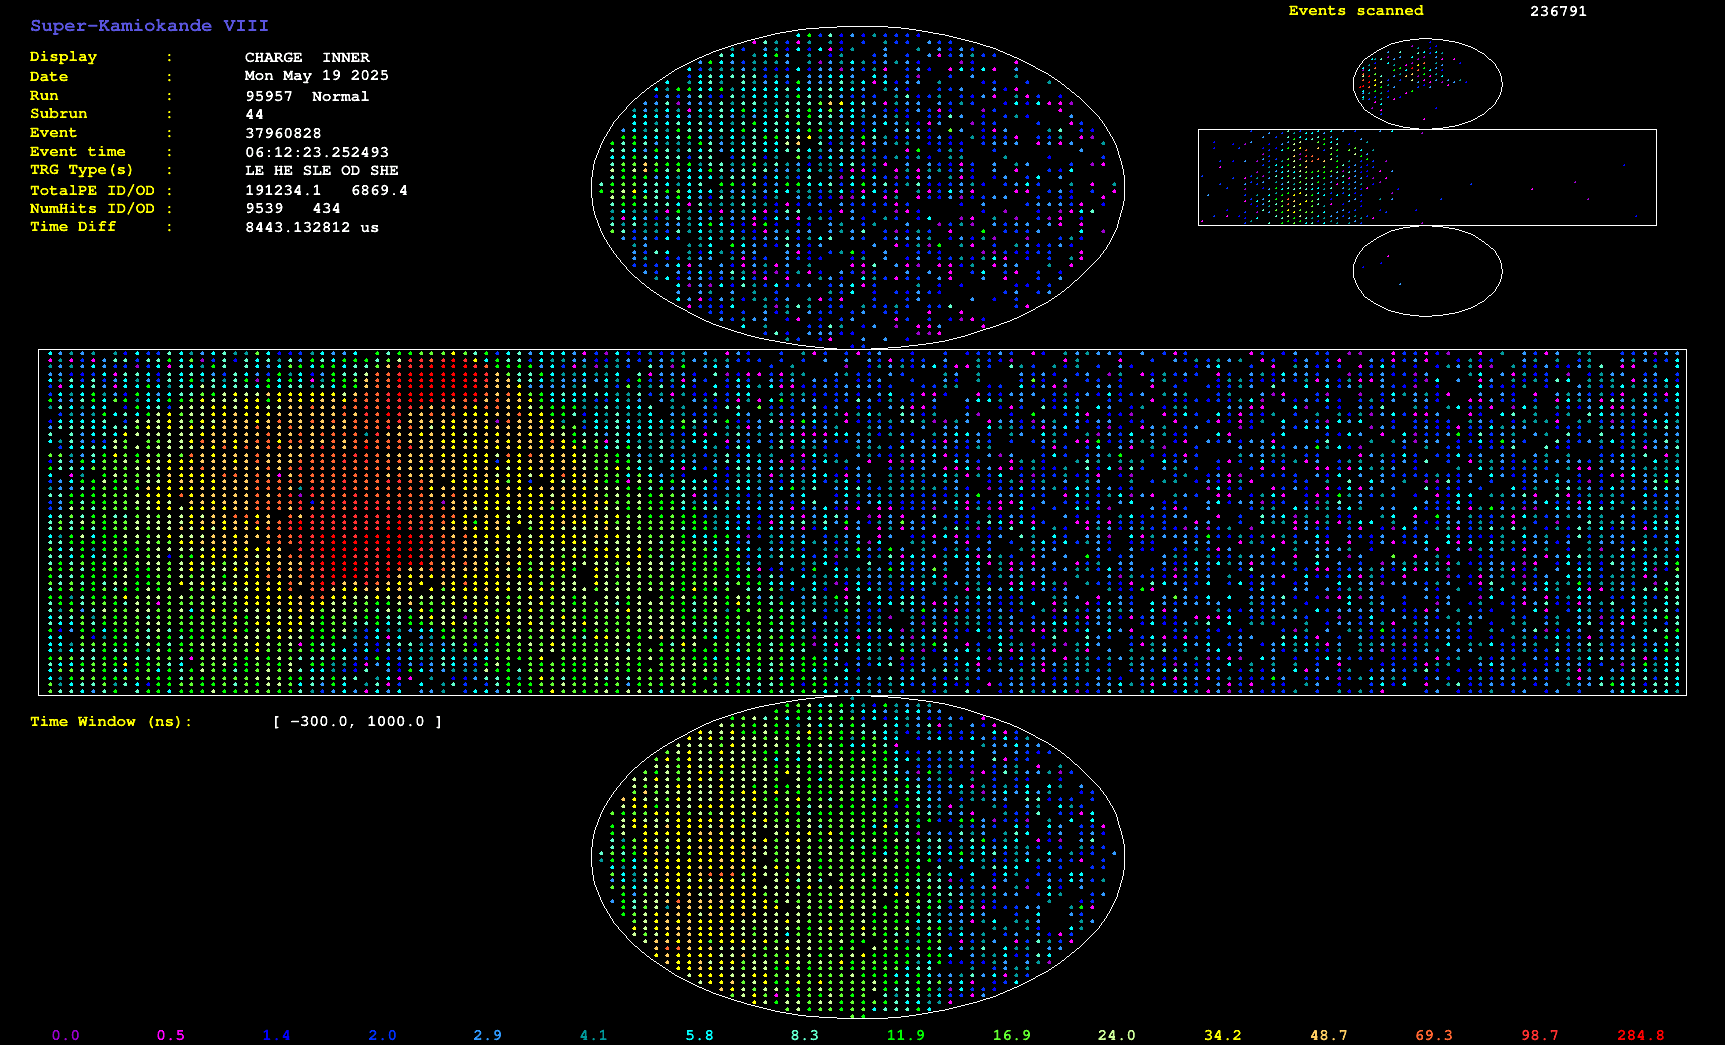 Super-Kamiokande VIII
Events scanned 236791
Display : CHARGE INNER
Date : Mon May 19 2025
Run : 95957 Normal
Subrun : 44
Event : 37960828
Event time : 06:12:23.252493
TRG Type(s) : LE HE SLE OD SHE
TotalPE ID/OD : 191234.1 6869.4
NumHits ID/OD : 9539 434
Time Diff : 8443.132812 us
Time Window (ns): [ -300.0, 1000.0 ]
0.0 0.5 1.4 2.0 2.9 4.1 5.8 8.3 11.9 16.9 24.0 34.2 48.7 69.3 98.7 284.8